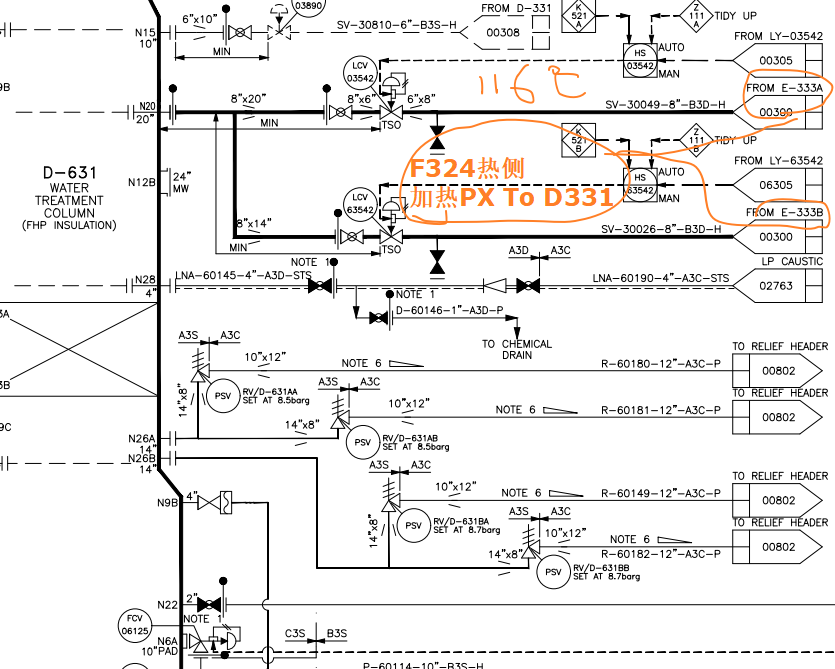 03890
FROM D-331
00308
K
521
A
Z
111
A
TIDY UP
N15
10"
6"x10"
MIN
SV-30810-6"-B3S-H
HS
03542
AUTO
MAN
FROM LY-03542
00305
LCV
03542
116℃
FROM E-333A
00300
N20
20"
8"x20"
8"x6"
6"x8"
SV-30049-8"-B3D-H
MIN
TSO
K
521
B
Z
111
B
TIDY UP
D-631
WATER
TREATMENT
COLUMN
(FHP INSULATION)
N12B
24"
MW
F324热侧
加热PX To D331
HS
63542
AUTO
MAN
FROM LY-63542
06305
LCV
63542
FROM E-333B
00300
8"x14"
SV-30026-8"-B3D-H
MIN
TSO
NOTE 1
A3D
A3C
LP CAUSTIC
02763
N28
4"
LNA-60145-4"-A3D-STS
LNA-60190-4"-A3C-STS
NOTE 1
D-60146-1"-A3D-P
TO CHEMICAL
DRAIN
3A
3B
9B
9C
A3S
A3C
10"x12"
NOTE 6
R-60180-12"-A3C-P
TO RELIEF HEADER
00802
14"x8"
PSV
RV/D-631AA
SET AT 8.5barg
A3S
A3C
10"x12"
NOTE 6
R-60181-12"-A3C-P
TO RELIEF HEADER
00802
14"x8"
PSV
RV/D-631AB
SET AT 8.5barg
N26A
14"
N26B
14"
A3S
A3C
10"x12"
NOTE 6
R-60149-12"-A3C-P
TO RELIEF HEADER
00802
14"x8"
PSV
RV/D-631BA
SET AT 8.7barg
A3S
A3C
10"x12"
NOTE 6
R-60182-12"-A3C-P
TO RELIEF HEADER
00802
14"x8"
PSV
RV/D-631BB
SET AT 8.7barg
N9B
4"
N22
2"
NOTE 1
FCV
06125
N6A
10"PAD
C3S
B3S
P-60114-10"-B3S-H